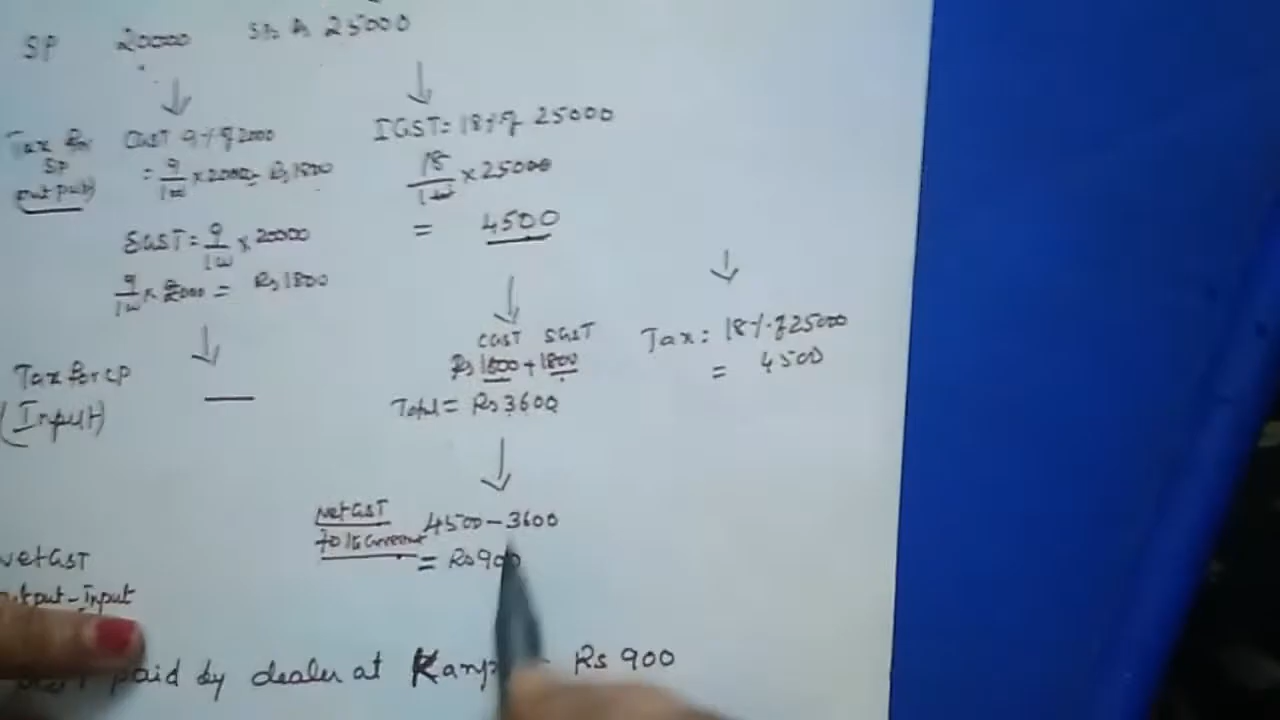 SP 20000 SP 25000
Tax for CGST 9% of 2000 IGST = 18% of 25000
SP = 9/100 × 20000 = Rs 1800 18/100 × 25000
output)
SGST = 9/100 × 20000 = 4500
9/100 × 2000 = Rs 1800
CGST SGST Tax = 18% of 25000
Tax for CP Rs 1800 + 1800 = 4500
(Input) — Total = Rs 3600
Net GST 4500 – 3600
to
Net GST = Rs 900
output – Input
paid by dealer at Rs 900